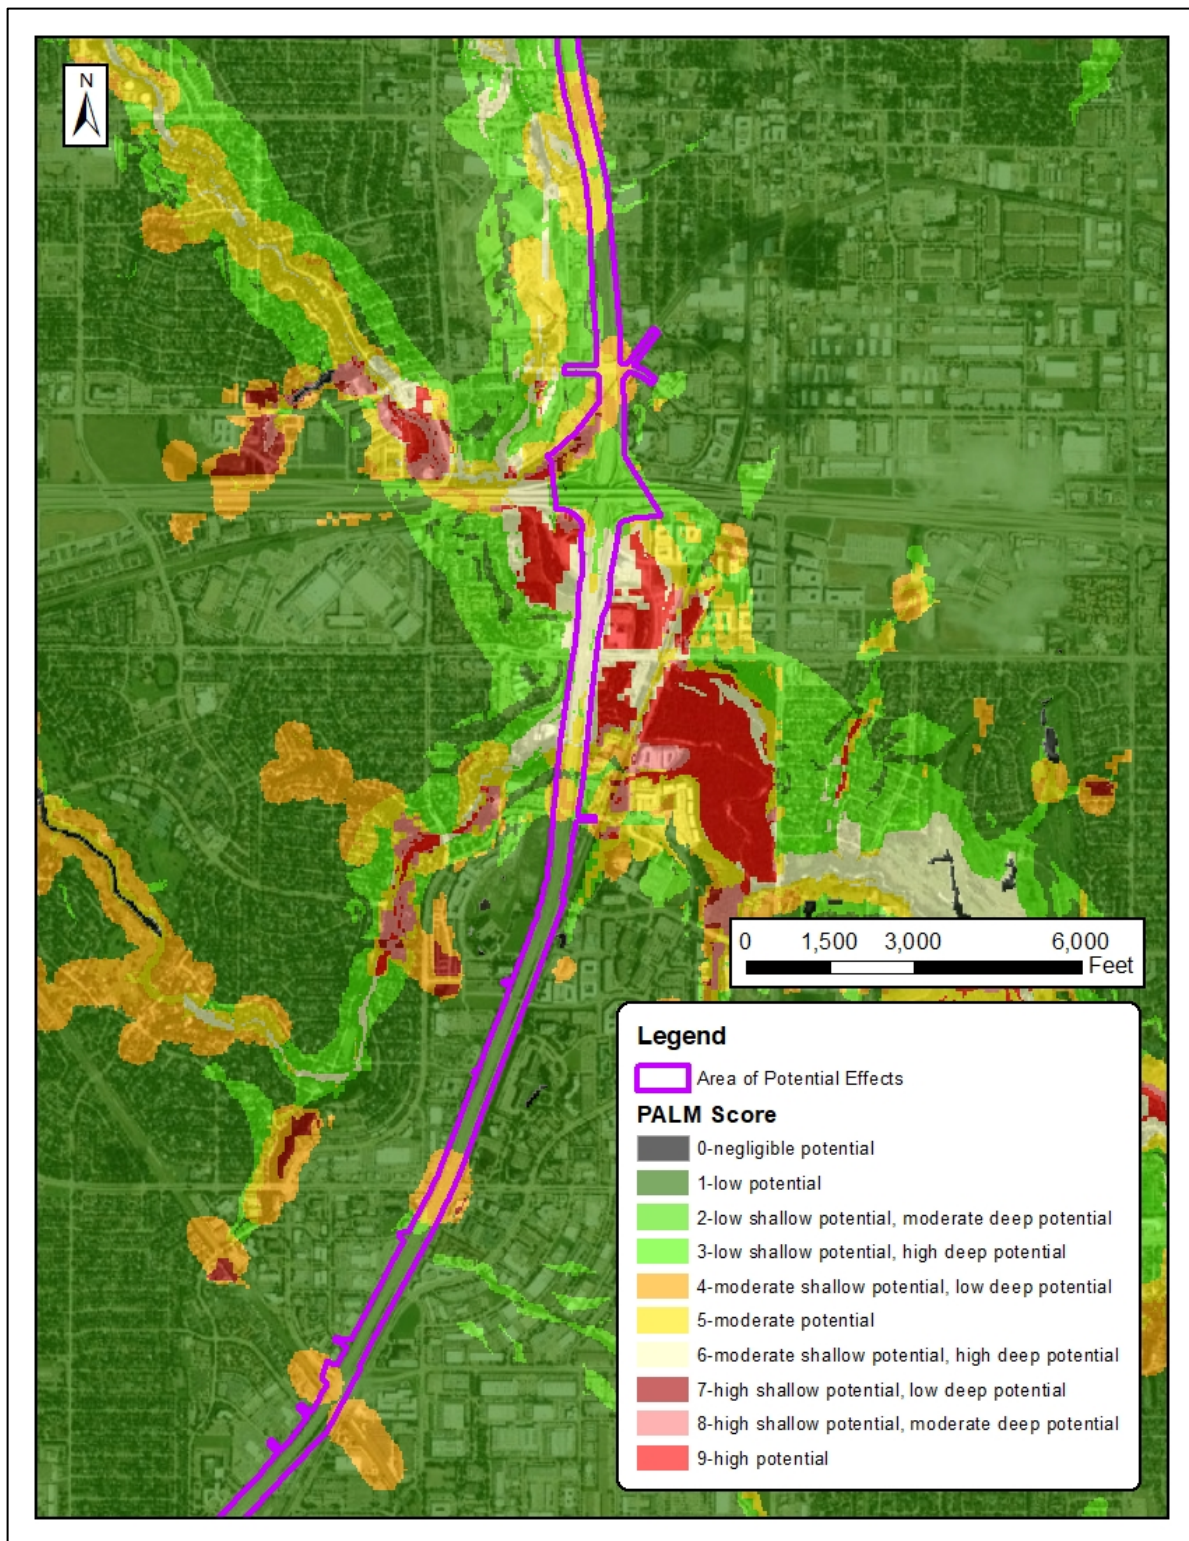 N
0 1,500 3,000 6,000
Feet
Legend
Area of Potential Effects
PALM Score
0-negligible potential
1-low potential
2-low shallow potential, moderate deep potential
3-low shallow potential, high deep potential
4-moderate shallow potential, low deep potential
5-moderate potential
6-moderate shallow potential, high deep potential
7-high shallow potential, low deep potential
8-high shallow potential, moderate deep potential
9-high potential